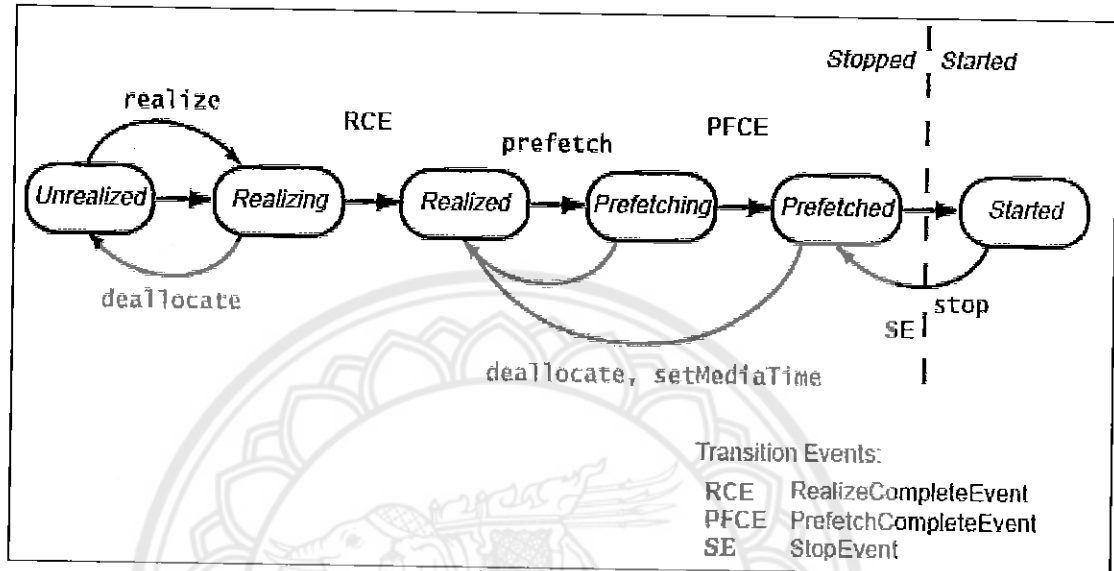 Stopped Started
realize
RCE
prefetch
PFCE
Unrealized
Realizing
Realized
Prefetching
Prefetched
Started
deallocate
stop
SE
deallocate, setMediaTime
Transition Events:
RCE RealizeCompleteEvent
PFCE PrefetchCompleteEvent
SE StopEvent